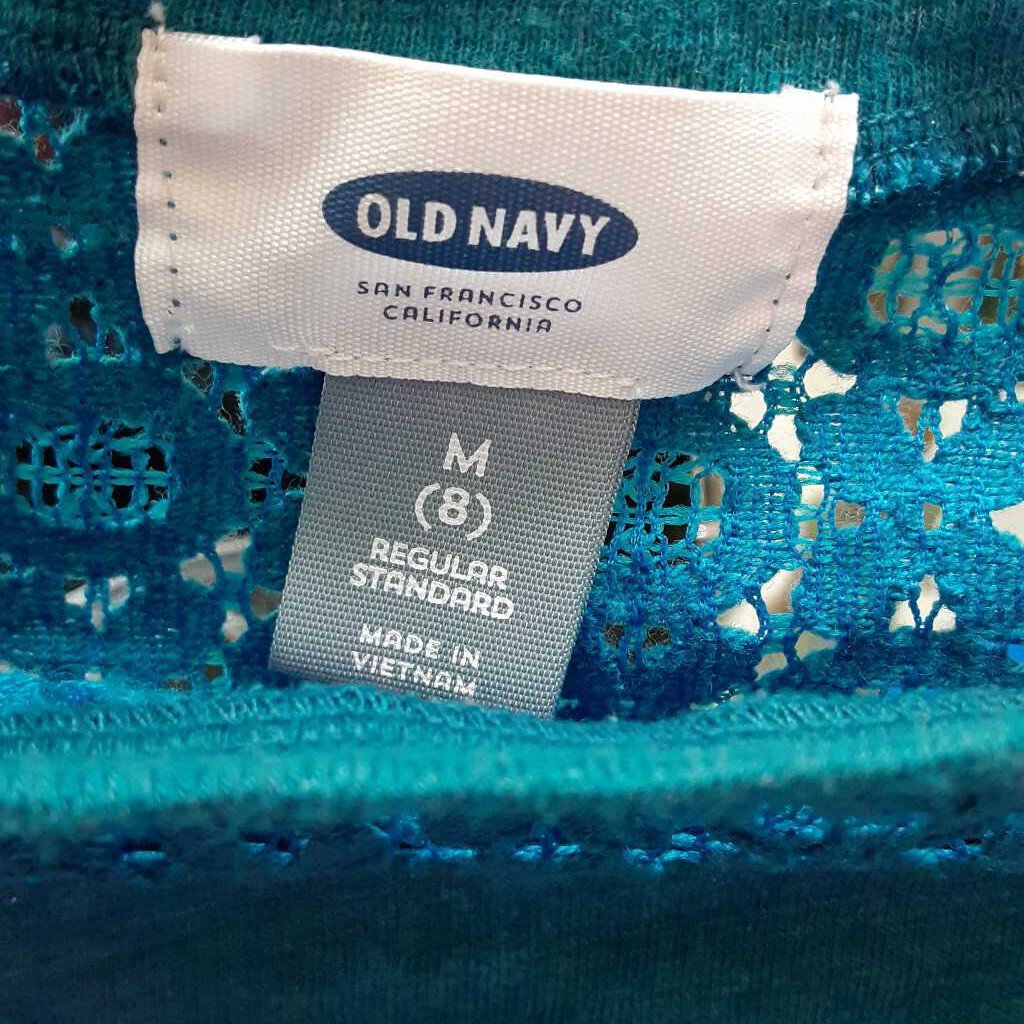 OLD NAVY
SAN FRANCISCO
CALIFORNIA
M
(8)
REGULAR
STANDARD
MADE IN
VIETNAM